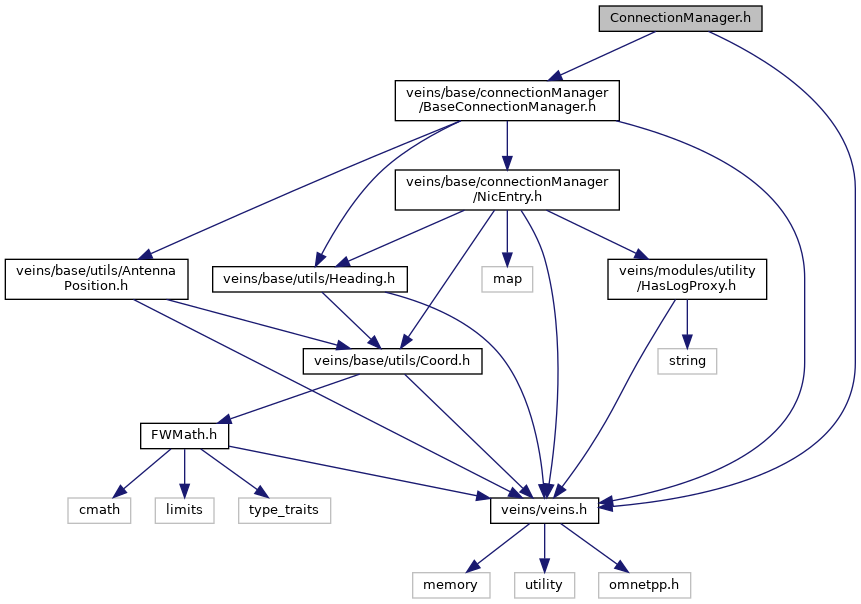 ConnectionManager.h
veins/base/connectionManager
/BaseConnectionManager.h
veins/base/connectionManager
/NicEntry.h
veins/base/utils/Antenna
Position.h
veins/base/utils/Heading.h
map
veins/modules/utility
/HasLogProxy.h
veins/base/utils/Coord.h
string
FWMath.h
cmath
limits
type_traits
veins/veins.h
memory
utility
omnetpp.h